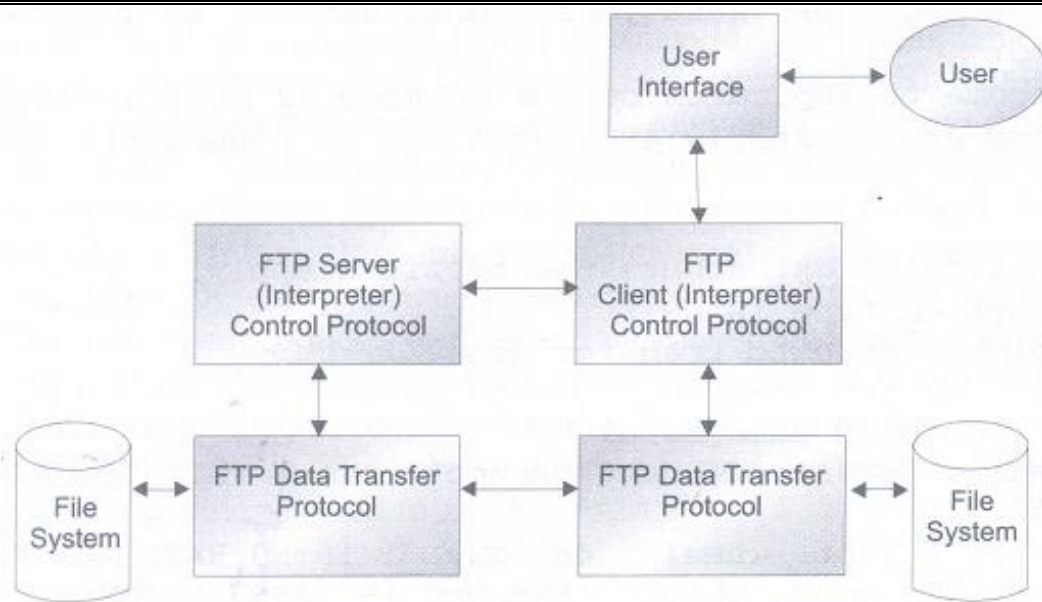 User
Interface
User
FTP Server
(Interpreter)
Control Protocol
FTP
Client (Interpreter)
Control Protocol
File
System
FTP Data Transfer
Protocol
FTP Data Transfer
Protocol
File
System